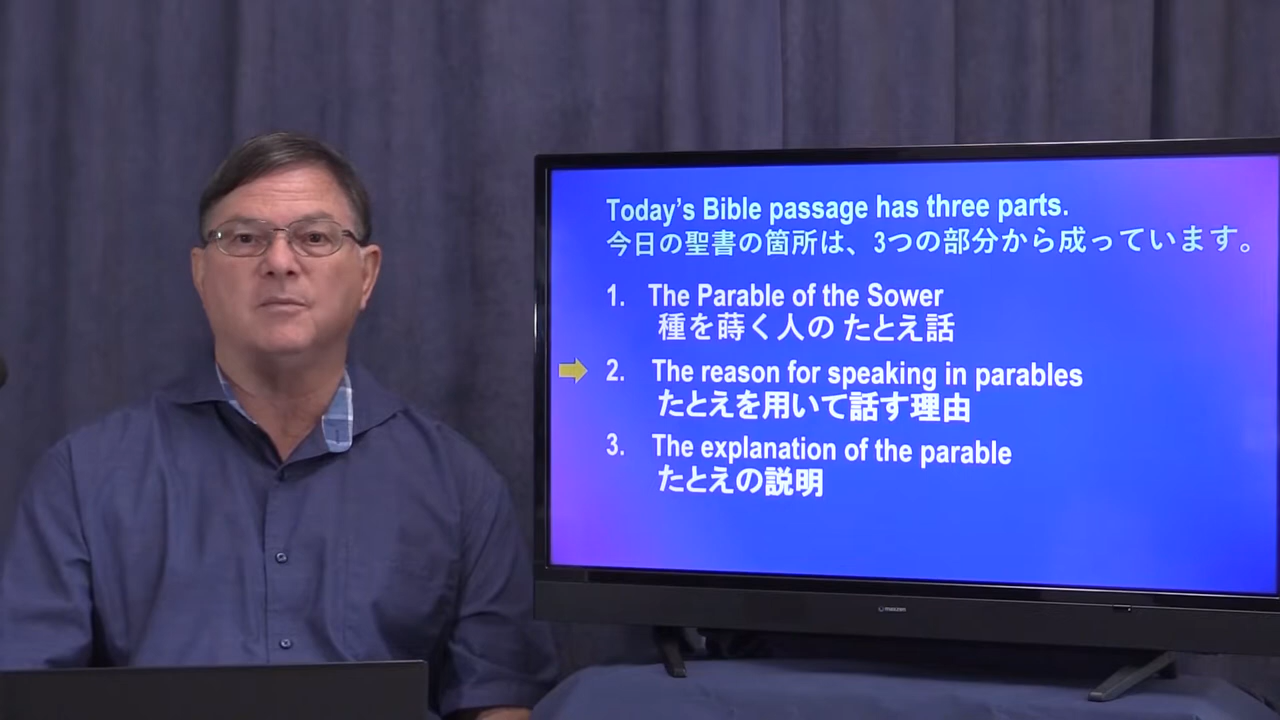 Today's Bible passage has three parts.
今日の聖書の箇所は、3つの部分から成っています。
1. The Parable of the Sower
種を蒔く人の たとえ話
2. The reason for speaking in parables
たとえを用いて話す理由
3. The explanation of the parable
たとえの説明